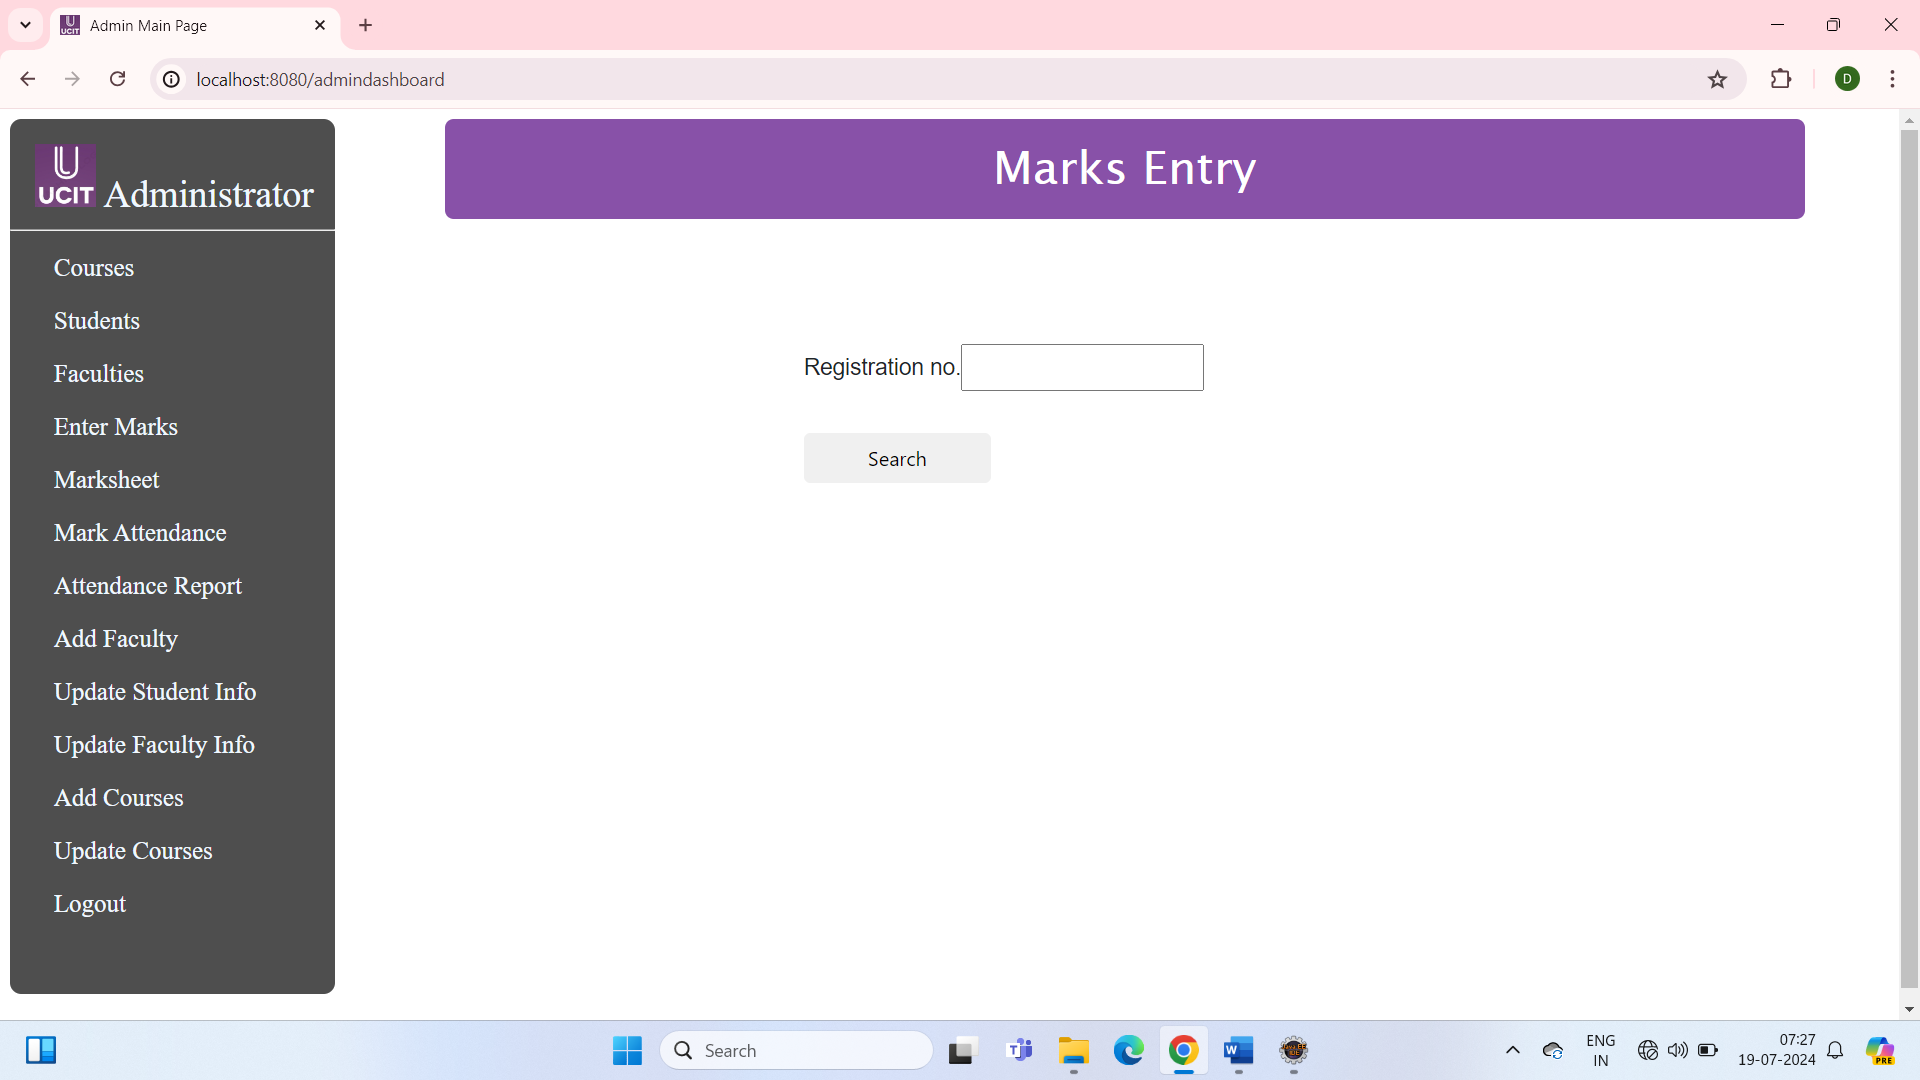 Admin Main Page
localhost:8080/admindashboard
D
UCIT Administrator
Courses
Students
Faculties
Enter Marks
Marksheet
Mark Attendance
Attendance Report
Add Faculty
Update Student Info
Update Faculty Info
Add Courses
Update Courses
Logout
Marks Entry
Registration no.
Search
Search
ENG
IN
07:27
19-07-2024
PRE